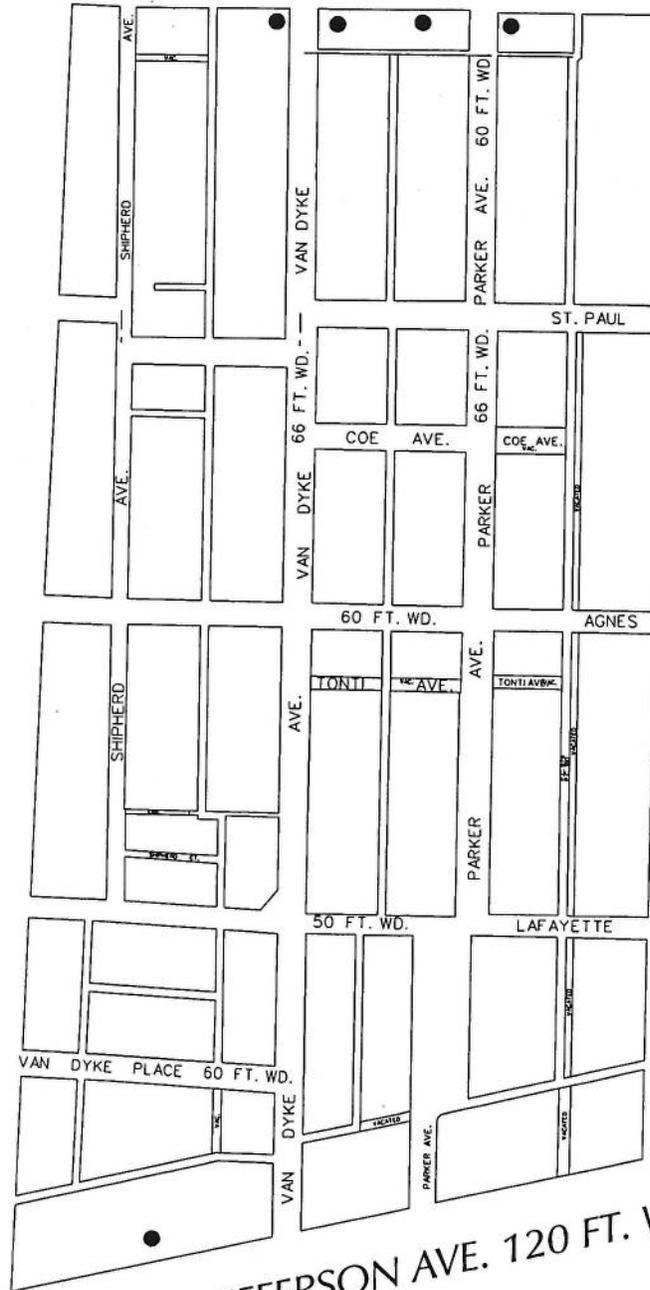 AVE.
VAC.
60 FT. WD.
VAN DYKE
SHIPHERD
PARKER AVE.
ST. PAUL
66 FT. WD.
66 FT. WD.
COE AVE.
COE AVE.
VAC.
AVE.
VAN DYKE
PARKER
VACATED
60 FT. WD.
AGNES
AVE.
TONTI
VAC. AVE.
TONTI AVE.
SHIPHERD
AVE.
VACATED
PARKER
SHIPHERD CT.
50 FT. WD.
LAFAYETTE
VACATED
VAN DYKE PLACE 60 FT. WD.
VAC.
VAN DYKE
VACATED
PARKER AVE.
VACATED
AVE. 120 FT.